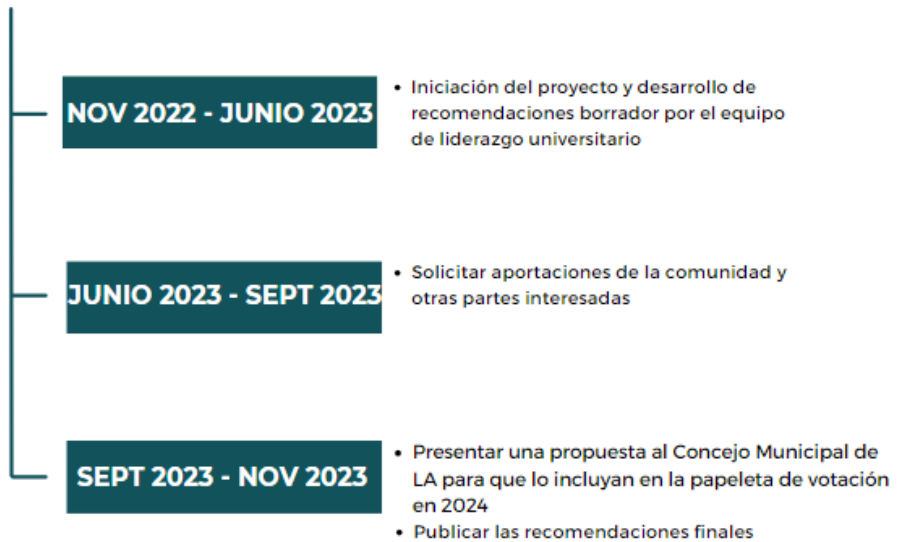 NOV 2022 - JUNIO 2023
• Iniciación del proyecto y desarrollo de
recomendaciones borrador por el equipo
de liderazgo universitario
JUNIO 2023 - SEPT 2023
• Solicitar aportaciones de la comunidad y
otras partes interesadas
SEPT 2023 - NOV 2023
• Presentar una propuesta al Concejo Municipal de
LA para que lo incluyan en la papeleta de votación
en 2024
• Publicar las recomendaciones finales